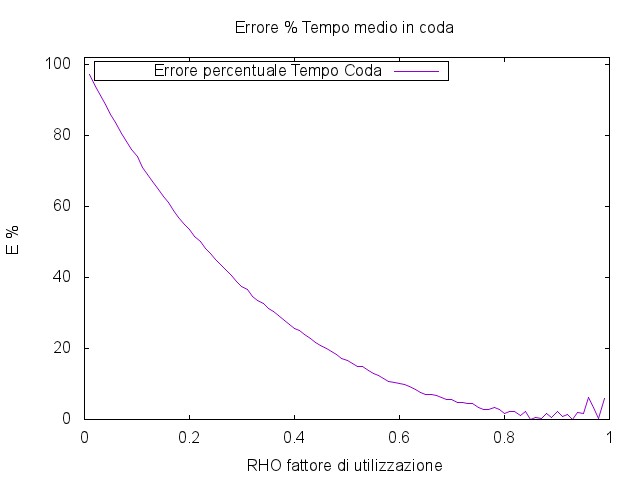 Errore % Tempo medio in coda
Errore percentuale Tempo Coda
100
80
60
40
20
0
E %
0 0.2 0.4 0.6 0.8 1
RHO fattore di utilizzazione